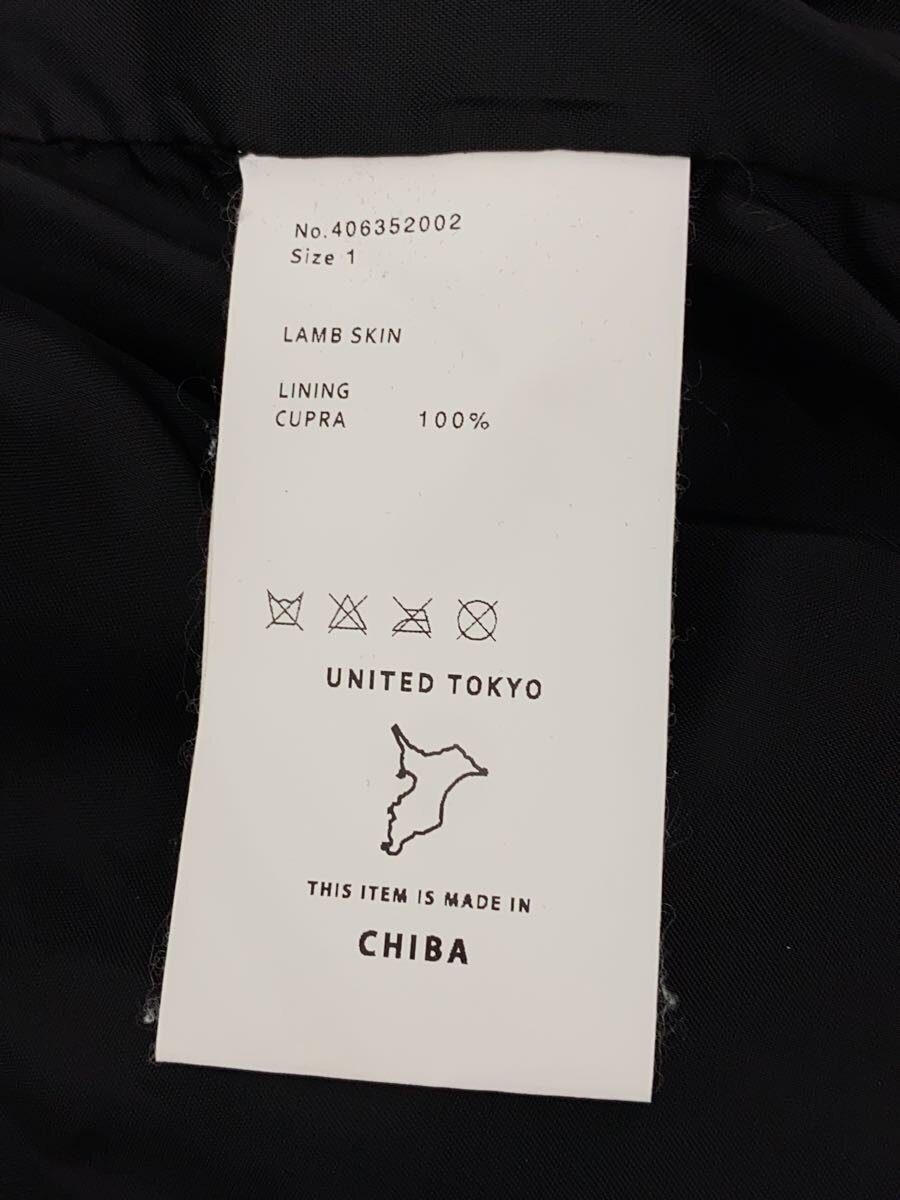 No.406352002
Size 1
LAMB SKIN
LINING
CUPRA 100%
UNITED TOKYO
THIS ITEM IS MADE IN
CHIBA